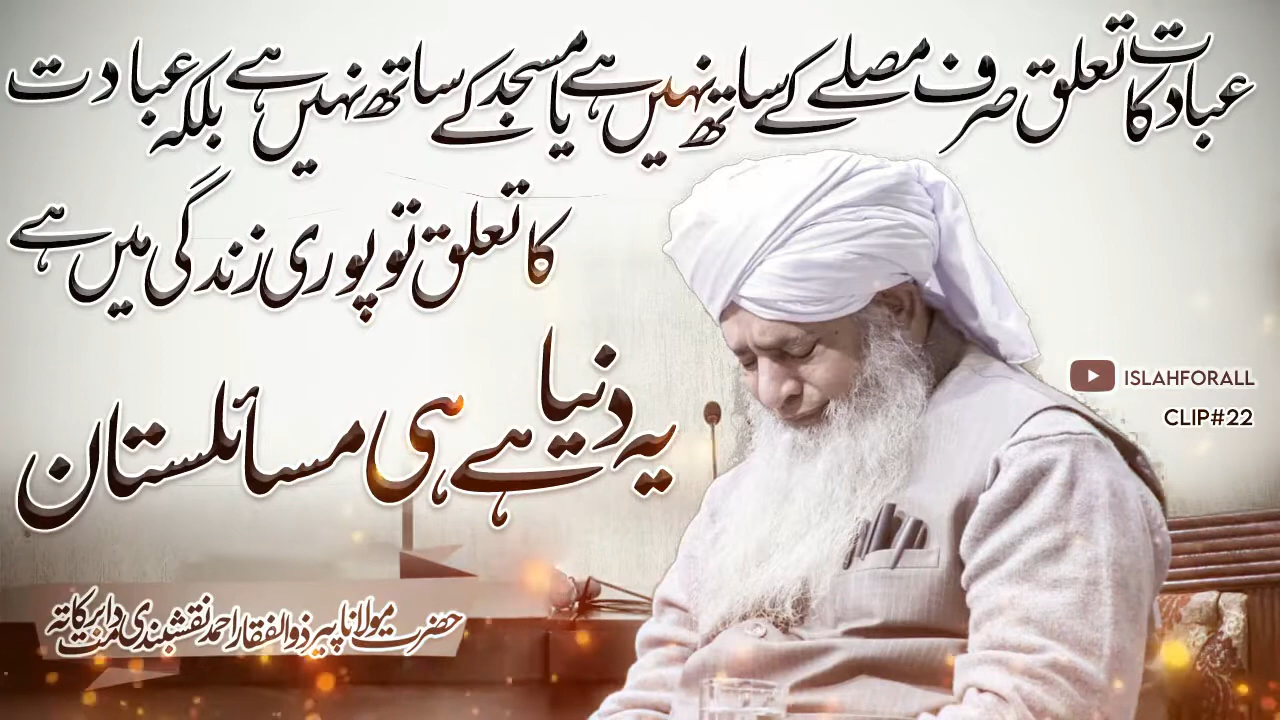 عبادت کا تعلق صرف مصلے کے ساتھ نہیں ہے یا مسجد کے ساتھ نہیں ہے بلکہ عبادت
کا تعلق تو پوری زندگی میں ہے
یہ دنیا ہے ہی مسائلستان
ISLAHFORALL
CLIP#22
حضرت مولانا پیر ذوالفقار احمد نقشبندی دامت برکاتہ